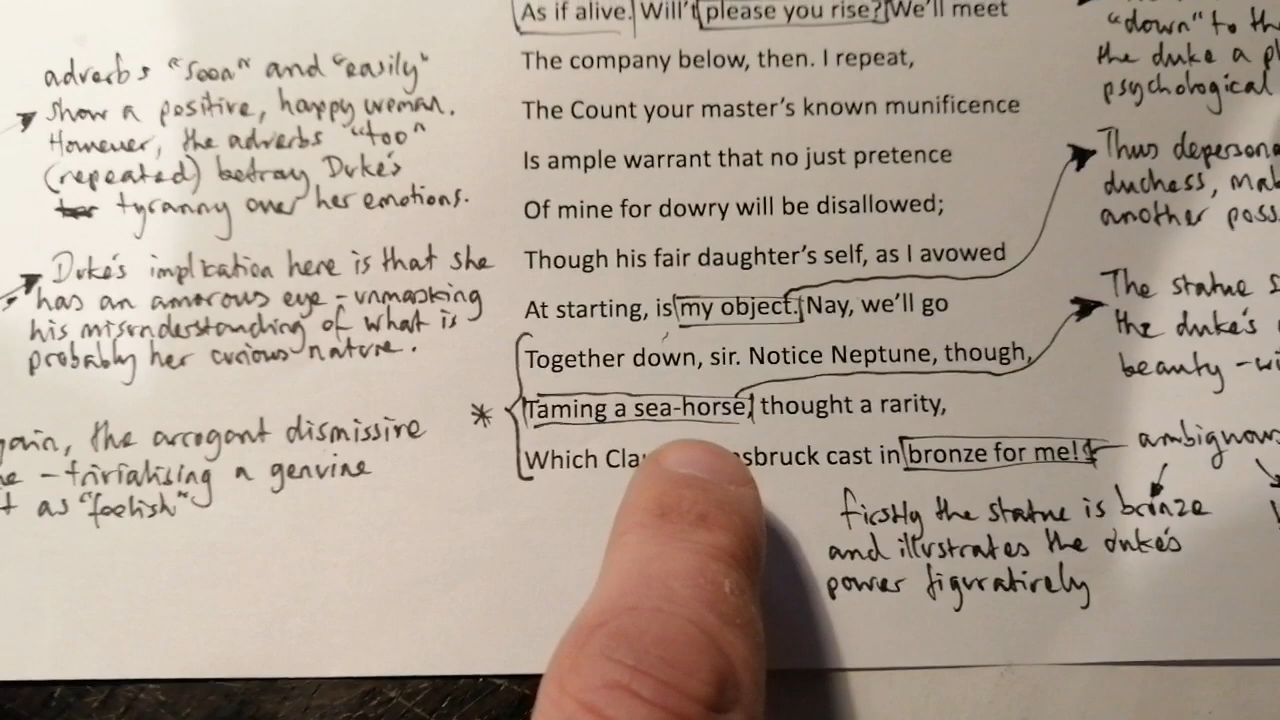 As if alive. Will't please you rise? We'll meet
The company below, then. I repeat,
The Count your master's known munificence
Is ample warrant that no just pretence
Of mine for dowry will be disallowed;
Though his fair daughter's self, as I avowed
At starting, is my object. Nay, we'll go
Together down, sir. Notice Neptune, though,
* Taming a sea-horse, thought a rarity,
Which Cla sbruck cast in bronze for me!
adverbs "soon" and "easily"
show a positive, happy woman.
However, the adverbs "too"
(repeated) betray Duke's
tyranny over her emotions.
Duke's implication here is that she
has an amorous eye - unmasking
his misunderstanding of what is
probably her curious nature.
gain, the arrogant dismissive
ne - trivialising a genuine
t as "foolish"
"down" to th
the duke a pl
psychological
Thus deperson
duchess, mak
another poss
The statue s
the duke's
beauty - wi
ambiguous
firstly the statue is bronze
and illustrates the duke's
power figuratively